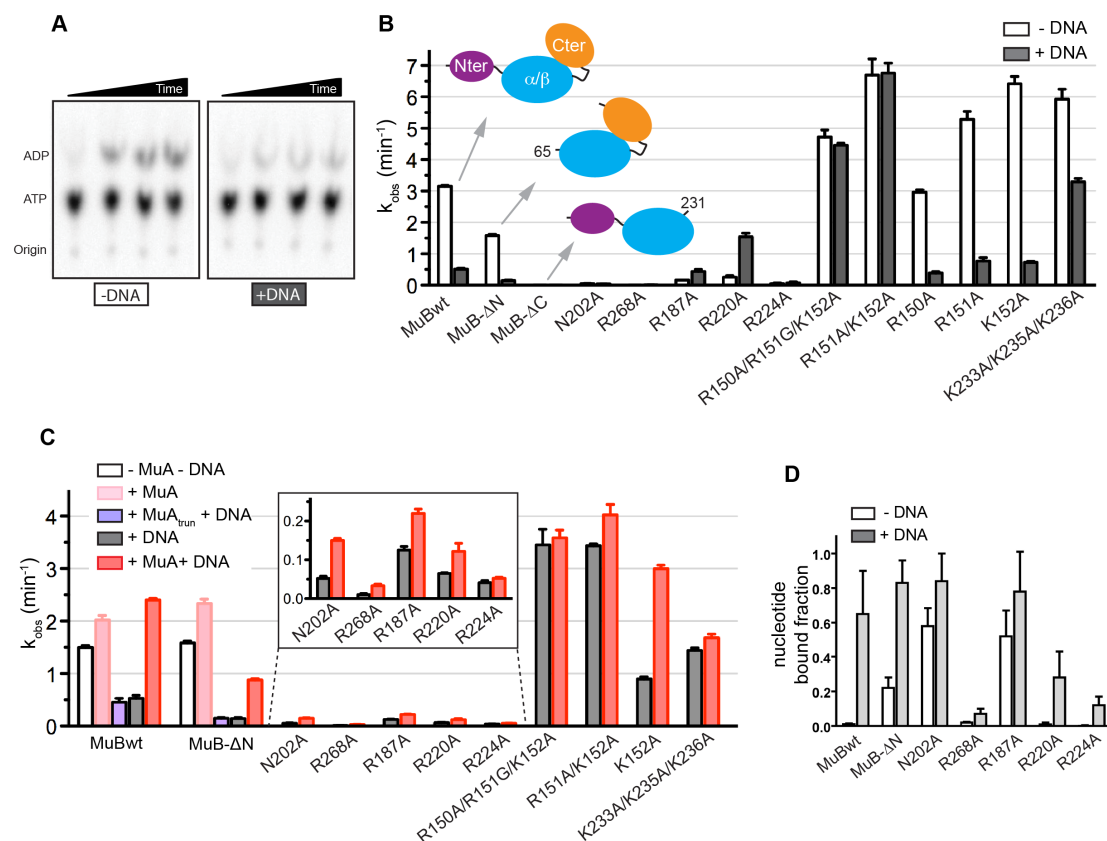 A
Time
Time
ADP
ATP
Origin
-DNA
+DNA
B
- DNA
+ DNA
Nter
α/β
Cter
65
231
k_obs (min⁻¹)
7
6
5
4
3
2
1
0
MuBwt
MuB-ΔN
MuB-ΔC
N202A
R268A
R187A
R220A
R224A
R150A/R151G/K152A
R151A/K152A
R150A
R151A
K152A
K233A/K235A/K236A
C
- MuA - DNA
+ MuA
+ MuA_trun + DNA
+ DNA
+ MuA+ DNA
k_obs (min⁻¹)
4
3
2
1
0
0.2
0.1
0.0
N202A
R268A
R187A
R220A
R224A
MuBwt
MuB-ΔN
N202A
R268A
R187A
R220A
R224A
R150A/R151G/K152A
R151A/K152A
K152A
K233A/K235A/K236A
D
- DNA
+ DNA
nucleotide
bound fraction
1.0
0.8
0.6
0.4
0.2
0.0
MuBwt
MuB-ΔN
N202A
R268A
R187A
R220A
R224A